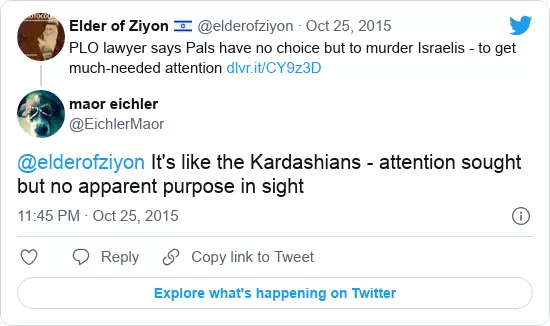 Elder of Ziyon 🇮🇱 @elderofziyon · Oct 25, 2015
PLO lawyer says Pals have no choice but to murder Israelis - to get
much-needed attention dlvr.it/CY9z3D
maor eichler
@EichlerMaor
@elderofziyon It's like the Kardashians - attention sought
but no apparent purpose in sight
11:45 PM · Oct 25, 2015
Reply Copy link to Tweet
Explore what's happening on Twitter